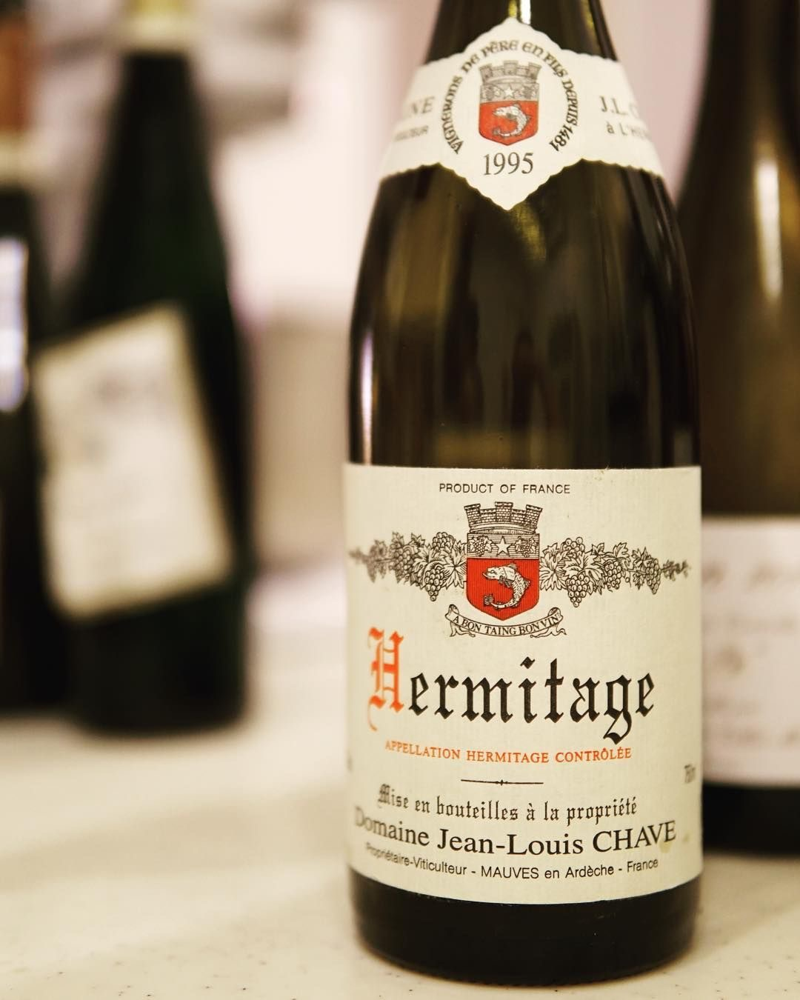 VIGNERONS DE PÈRE EN FILS DEPUIS 1481
J.L.
à L'HE
1995
PRODUCT OF FRANCE
A BON TAING BON VIN
Hermitage
APPELLATION HERMITAGE CONTRÔLÉE
Mise en bouteilles à la propriété
Domaine Jean-Louis CHAVE
Propriétaire-Viticulteur - MAUVES en Ardèche - France